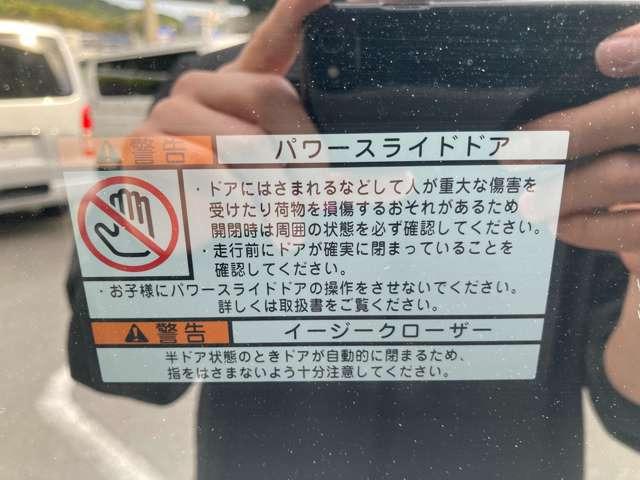 警告 パワースライドドア
・ドアにはさまれるなどして人が重大な傷害を
受けたり荷物を損傷するおそれがあるため
開閉時は周囲の状態を必ず確認してください。
・走行前にドアが確実に閉まっていることを
確認してください。
・お子様にパワースライドドアの操作をさせないでください。
詳しくは取扱書をご覧ください。
警告 イージークローザー
半ドア状態のときドアが自動的に閉まるため、
指をはさまないよう十分注意してください。